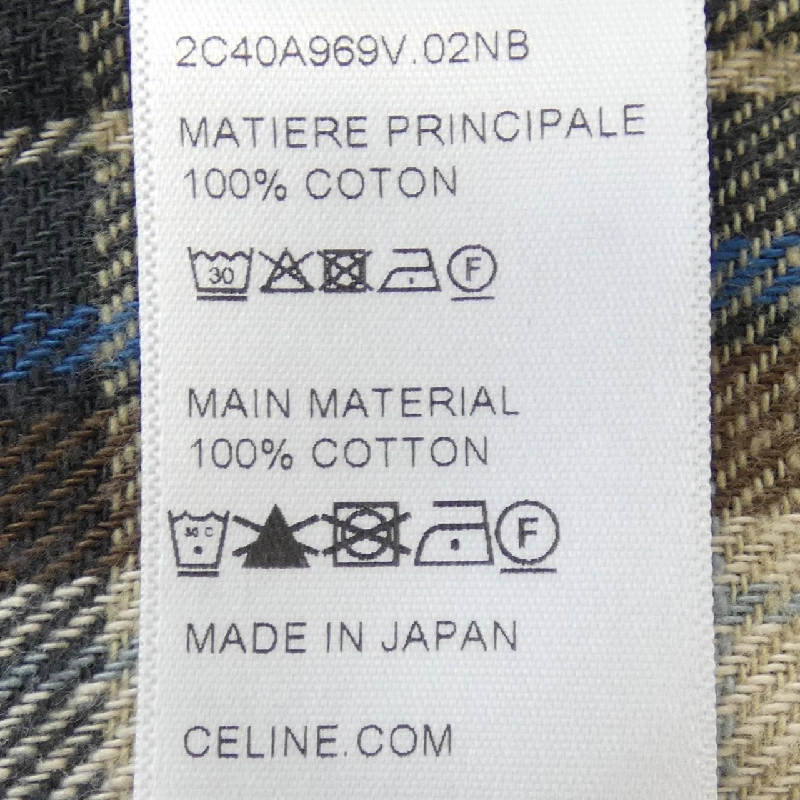 2C40A969V.02NB
MATIERE PRINCIPALE
100% COTON
30 F
MAIN MATERIAL
100% COTTON
30 C F
MADE IN JAPAN
CELINE.COM